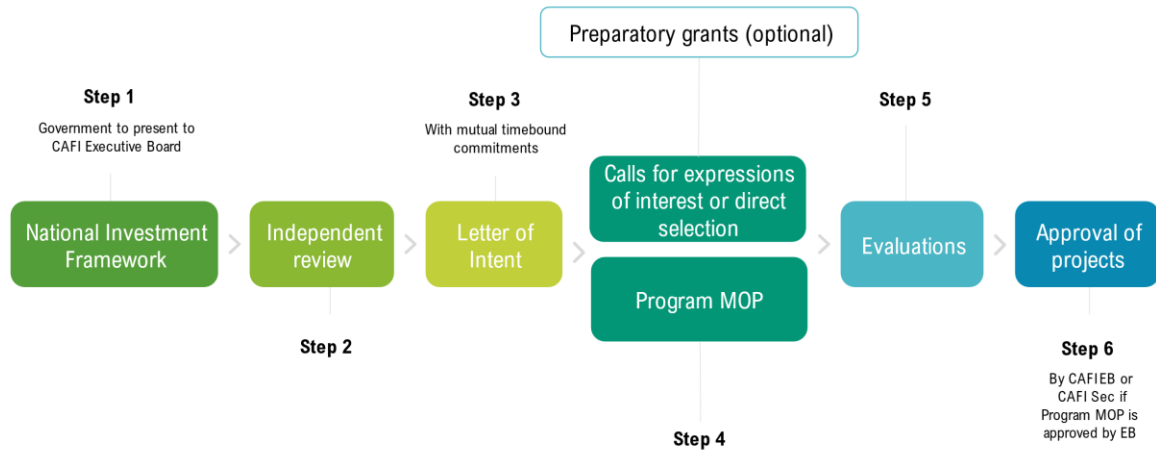 Preparatory grants (optional)
Step 1
Government to present to
CAFI Executive Board
Step 3
With mutual timebound
commitments
Step 5
National Investment
Framework
Independent
review
Letter of
Intent
Calls for expressions
of interest or direct
selection
Program MOP
Evaluations
Approval of
projects
Step 2
Step 4
Step 6
By CAFIEB or
CAFI Sec if
Program MOP is
approved by EB